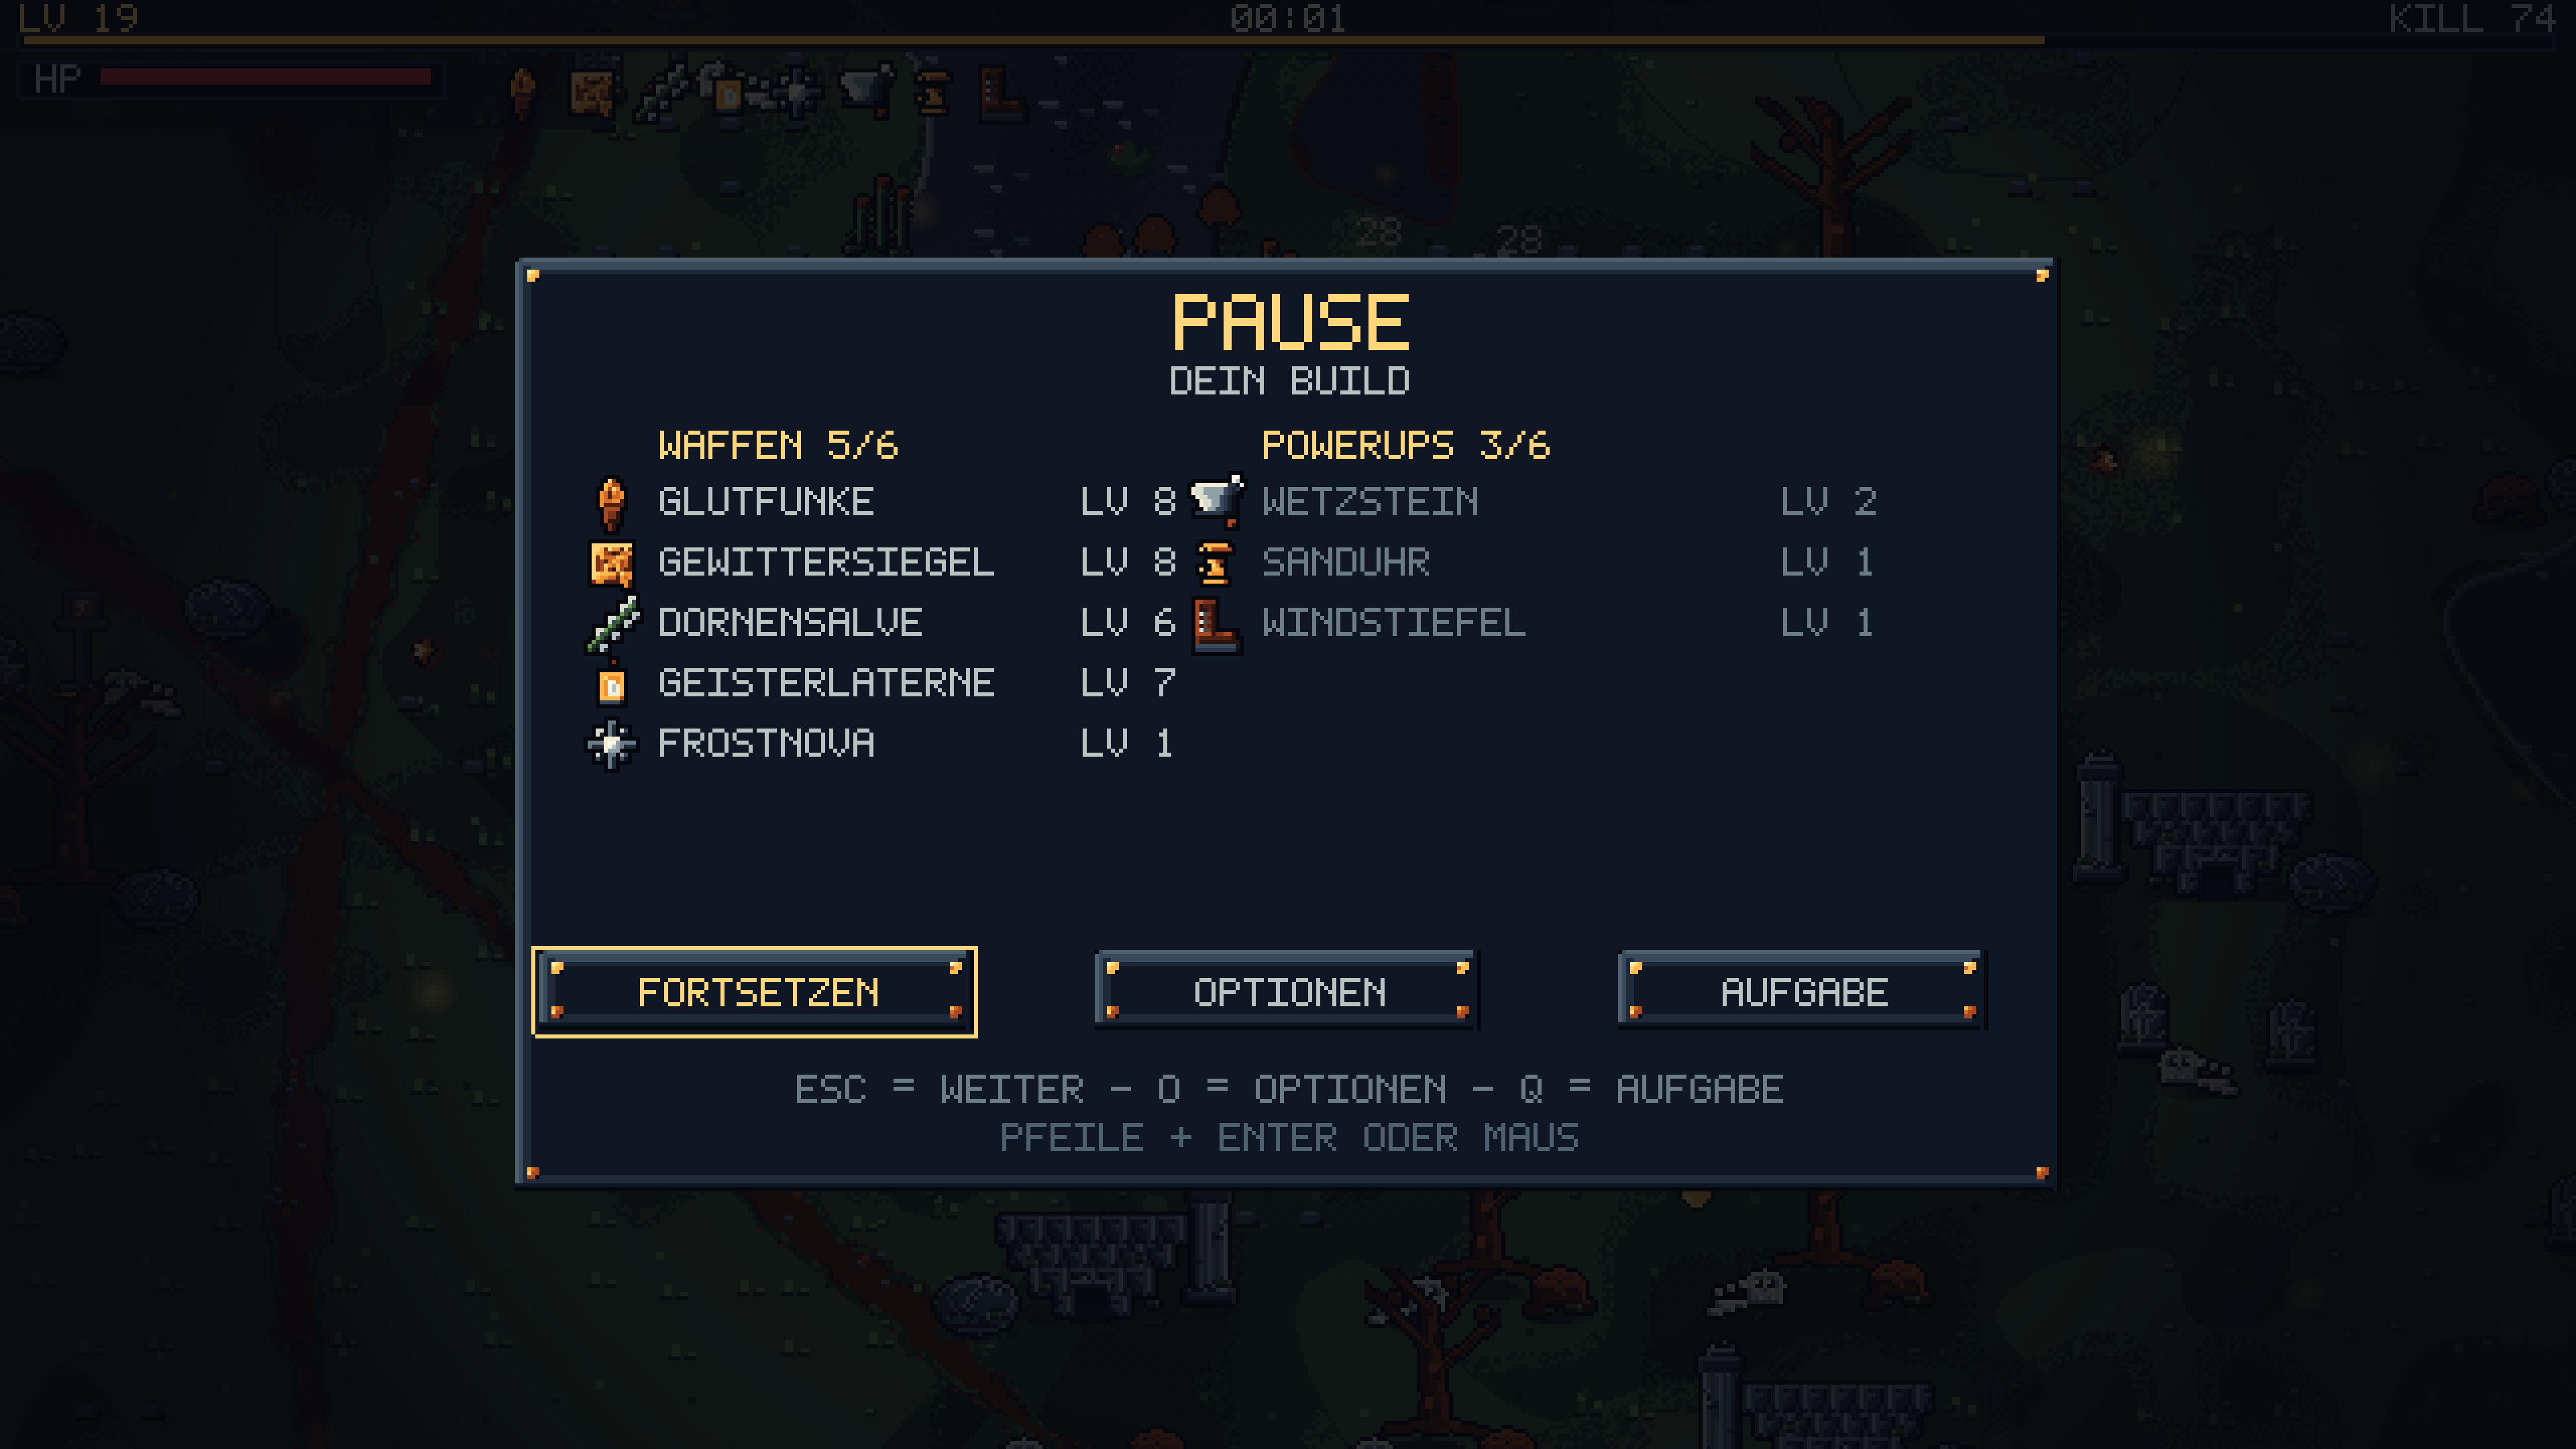 LV 19 00:01 KILL 74
HP
28 28
PAUSE
DEIN BUILD
WAFFEN 5/6 POWERUPS 3/6
GLUTFUNKE LV 8 WETZSTEIN LV 2
GEWITTERSIEGEL LV 8 SANDUHR LV 1
DORNENSALVE LV 6 WINDSTIEFEL LV 1
GEISTERLATERNE LV 7
FROSTNOVA LV 1
FORTSETZEN OPTIONEN AUFGABE
ESC = WEITER - O = OPTIONEN - Q = AUFGABE
PFEILE + ENTER ODER MAUS